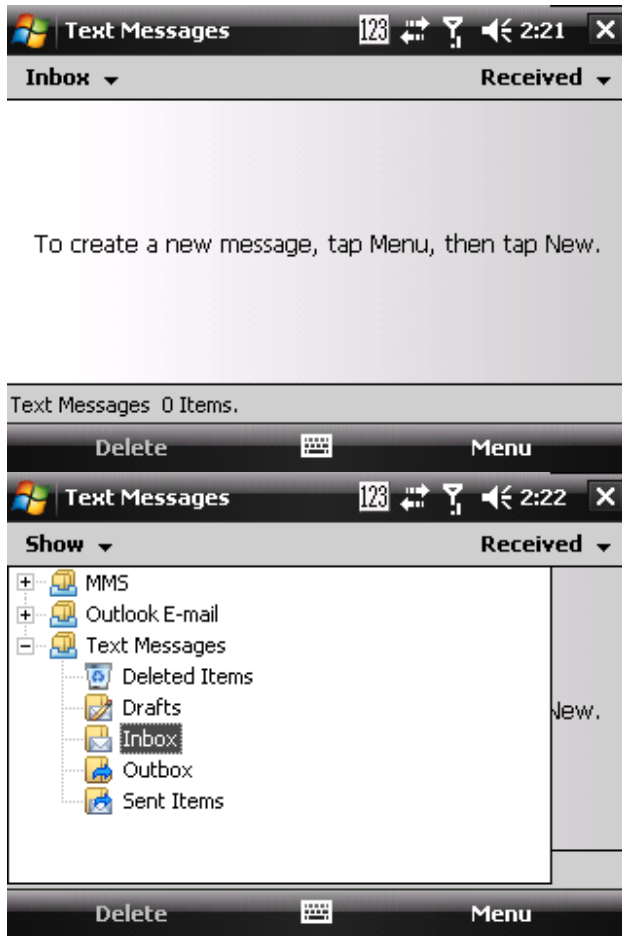 Text Messages 123 2:21
Inbox Received
To create a new message, tap Menu, then tap New.
Text Messages 0 Items.
Delete Menu
Text Messages 123 2:22
Show Received
MMS
Outlook E-mail
Text Messages
Deleted Items
Drafts
New.
Inbox
Outbox
Sent Items
Delete Menu